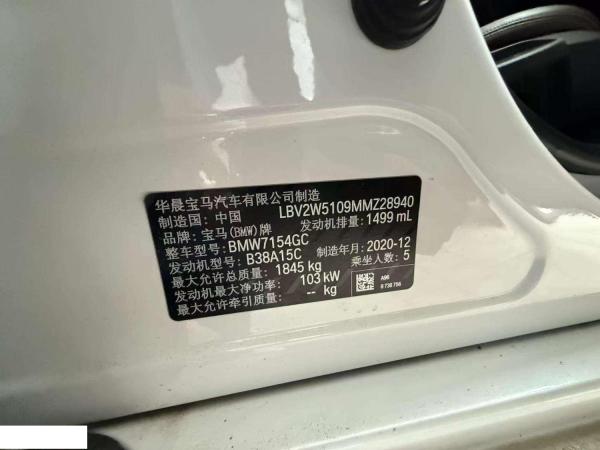 华晨宝马汽车有限公司制造
制造国：中国 LBV2W5109MMZ28940
品牌：宝马(BMW)牌 发动机排量：1499 mL
整车型号：BMW7154GC
发动机型号：B38A15C 制造年月：2020-12
最大允许总质量：1845 kg 乘坐人数：5
发动机最大净功率：103 kW
最大允许牵引质量：-- kg
A96
8 738 756